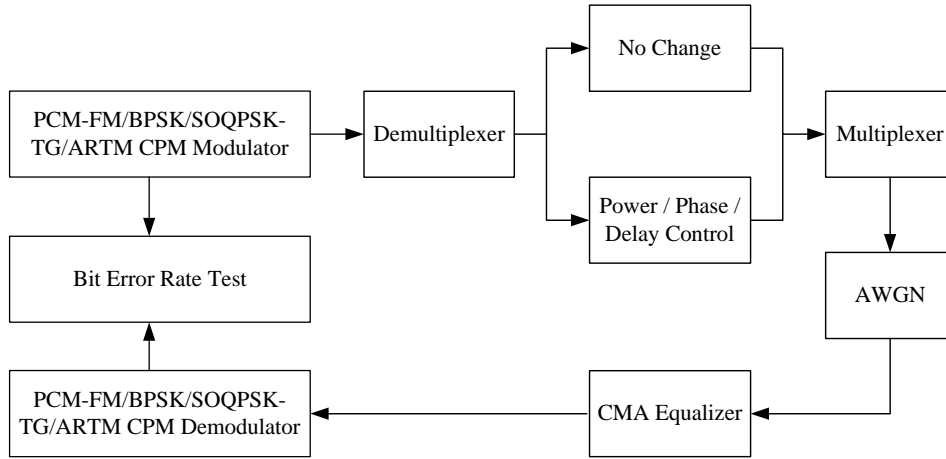 No Change
PCM-FM/BPSK/SOQPSK-
TG/ARTM CPM Modulator
Demultiplexer
Multiplexer
Power / Phase /
Delay Control
Bit Error Rate Test
AWGN
PCM-FM/BPSK/SOQPSK-
TG/ARTM CPM Demodulator
CMA Equalizer